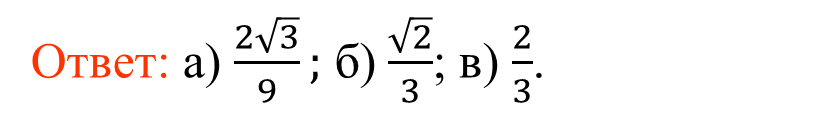 Ответ: а) 2√3/9 ; б) √2/3; в) 2/3.